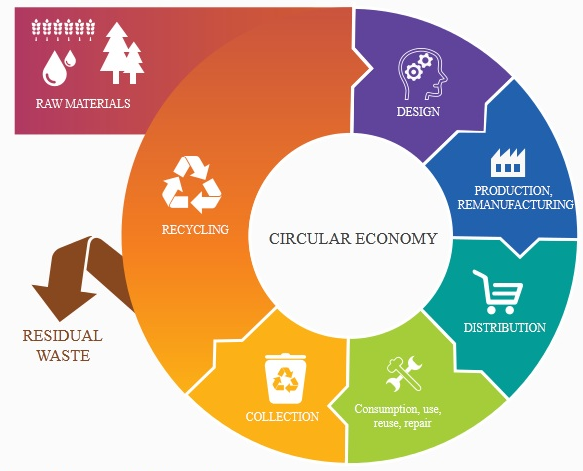 RAW MATERIALS
DESIGN
PRODUCTION,
REMANUFACTURING
RECYCLING
CIRCULAR ECONOMY
DISTRIBUTION
RESIDUAL
WASTE
Consumption, use,
reuse, repair
COLLECTION